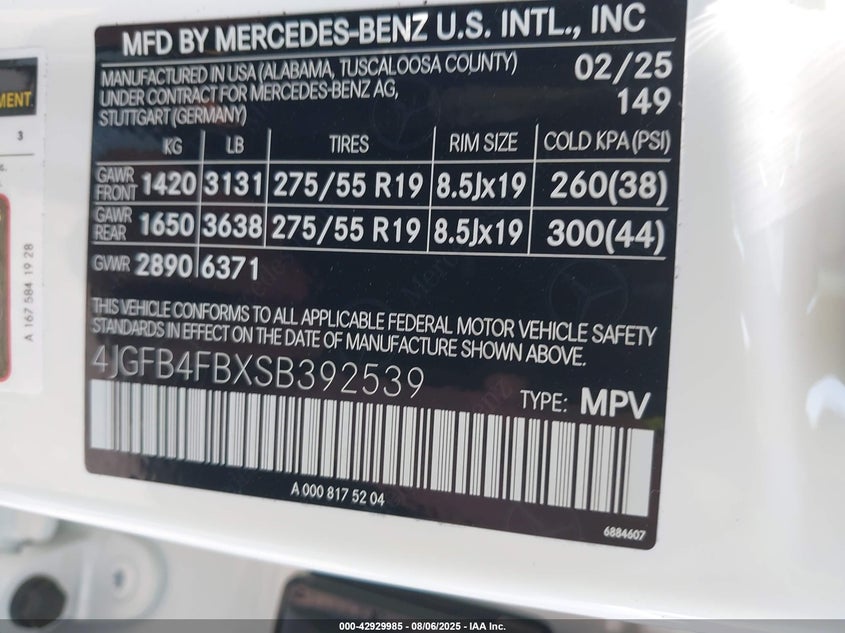 MFD BY MERCEDES-BENZ U.S. INTL., INC
MANUFACTURED IN USA (ALABAMA, TUSCALOOSA COUNTY) 02/25
UNDER CONTRACT FOR MERCEDES-BENZ AG, 149
STUTTGART (GERMANY)
KG LB TIRES RIM SIZE COLD KPA (PSI)
GAWR FRONT 1420 3131 275/55 R19 8.5Jx19 260(38)
GAWR REAR 1650 3638 275/55 R19 8.5Jx19 300(44)
GVWR 2890 6371
THIS VEHICLE CONFORMS TO ALL APPLICABLE FEDERAL MOTOR VEHICLE SAFETY
STANDARDS IN EFFECT ON THE DATE OF MANUFACTURE SHOWN ABOVE.
4JGFB4FBXSB392539
TYPE: MPV
A 000 817 52 04
6884607
3
A 167 584 19 28
000-42929985 - 08/06/2025 - IAA Inc.